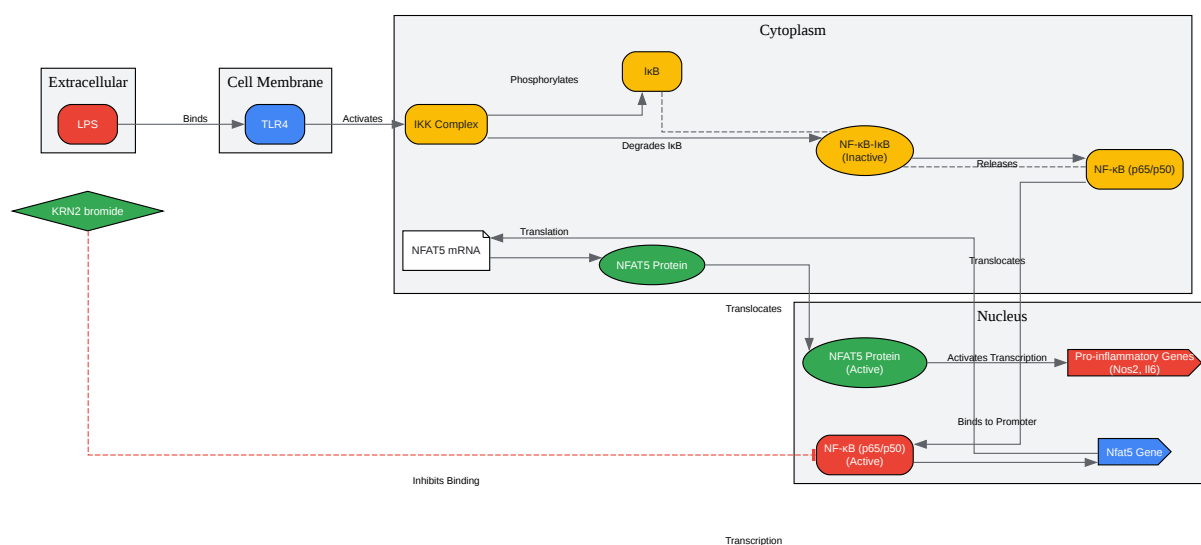 Cytoplasm
Extracellular
Cell Membrane
IκB
Phosphorylates
LPS
Binds
TLR4
Activates
IKK Complex
Degrades IκB
NF-κB-IκB
(Inactive)
Releases
NF-κB (p65/p50)
KRN2 bromide
NFAT5 mRNA
Translation
NFAT5 Protein
Translocates
Translocates
Nucleus
NFAT5 Protein
(Active)
Activates Transcription
Pro-inflammatory Genes
(Nos2, Il6)
Binds to Promoter
NF-κB (p65/p50)
(Active)
Nfat5 Gene
Inhibits Binding
Transcription